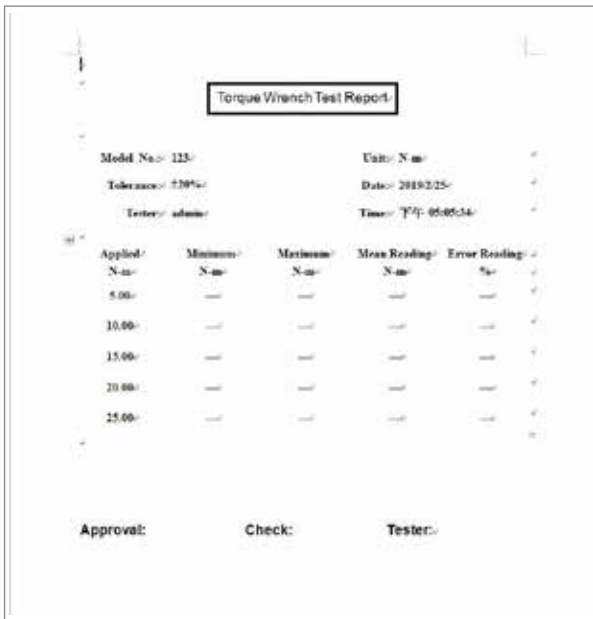 Torque Wrench Test Report
Model No.: 123 Unit: N-m
Tolerance: ±20% Date: 2019/2/25
Tester: admin Time: 下午 05:05:34
Applied Minimum Maximum Mean Reading Error Reading
N-m N-m N-m N-m %
5.00
10.00
15.00
20.00
25.00
Approval: Check: Tester: